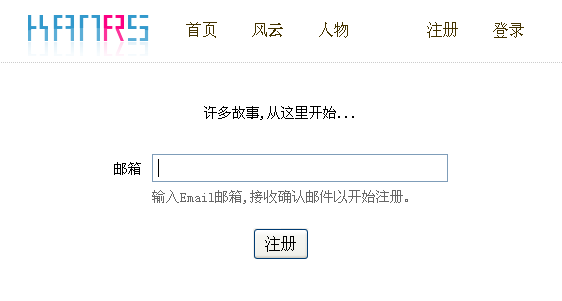 首页 风云 人物 注册 登录
许多故事,从这里开始...
邮箱
输入Email邮箱,接收确认邮件以开始注册。
注册